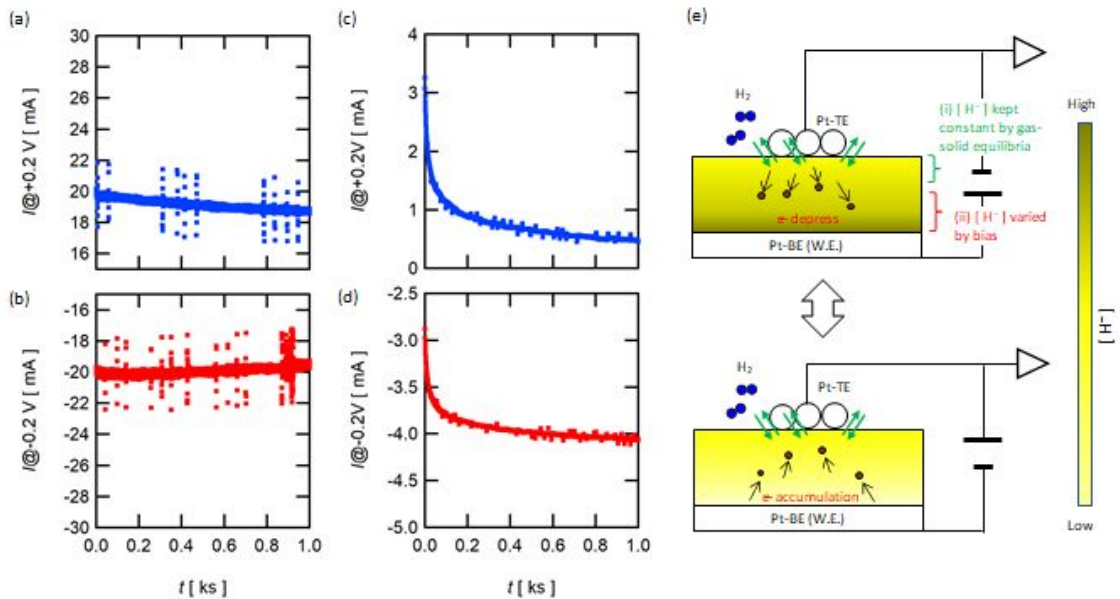 (a)
30
28
26
24
22
20
18
16
I@+0.2 V [ mA ]
(b)
-16
-18
-20
-22
-24
-26
-28
-30
I@-0.2V [ mA ]
0.0 0.2 0.4 0.6 0.8 1.0
t [ ks ]
(c)
4
3
2
1
0
I@+0.2V [ mA ]
(d)
-2.5
-3.0
-3.5
-4.0
-4.5
-5.0
I@-0.2V [ mA ]
0.0 0.2 0.4 0.6 0.8 1.0
t [ ks ]
(e)
H₂
Pt-TE
(i) [ H⁻ ] kept
constant by gas-
solid equilibria
(ii) [ H⁻ ] varied
by bias
e- depress
Pt-BE (W.E.)
H₂
Pt-TE
e- accumulation
Pt-BE (W.E.)
High
[ H⁻ ]
Low